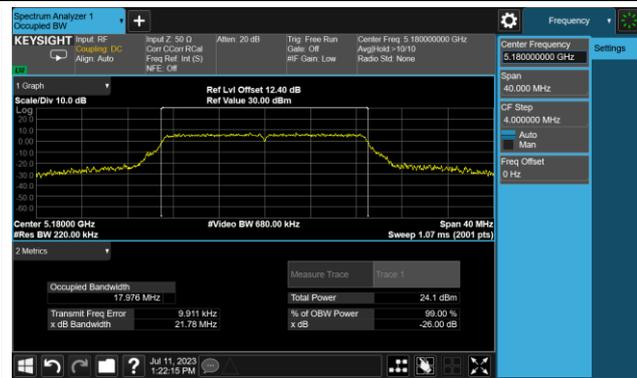 Spectrum Analyzer 1
Occupied BW
Frequency
KEYSIGHT
Input: RF
Coupling: DC
Align: Auto
Input Z: 50 Ω
Corr CCorr RCal
Freq Ref: Int (S)
NFE: Off
Atten: 20 dB
Trig: Free Run
Gate: Off
#IF Gain: Low
Center Freq: 5.180000000 GHz
Avg|Hold:>10/10
Radio Std: None
Center Frequency
5.180000000 GHz
Settings
Span
40.000 MHz
CF Step
4.000000 MHz
Auto
Man
Freq Offset
0 Hz
1 Graph
Scale/Div 10.0 dB
Ref Lvl Offset 12.40 dB
Ref Value 30.00 dBm
Log
20.0
10.0
0.00
-10.0
-20.0
-30.0
-40.0
-50.0
-60.0
Center 5.18000 GHz
#Video BW 680.00 kHz
Span 40 MHz
#Res BW 220.00 kHz
Sweep 1.07 ms (2001 pts)
2 Metrics
Measure Trace
Trace 1
Occupied Bandwidth
17.976 MHz
Total Power
24.1 dBm
Transmit Freq Error
9.911 kHz
% of OBW Power
99.00 %
x dB Bandwidth
21.78 MHz
x dB
-26.00 dB
Jul 11, 2023
1:22:15 PM